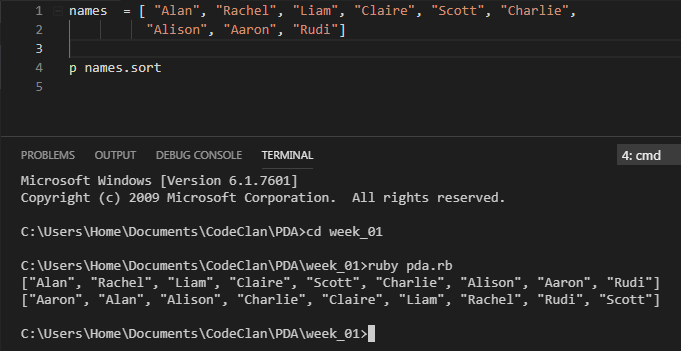 1 names  = [ "Alan", "Rachel", "Liam", "Claire", "Scott", "Charlie",
2 "Alison", "Aaron", "Rudi"]
3
4 p names.sort
5
PROBLEMS OUTPUT DEBUG CONSOLE TERMINAL 4: cmd
Microsoft Windows [Version 6.1.7601]
Copyright (c) 2009 Microsoft Corporation.  All rights reserved.
C:\Users\Home\Documents\CodeClan\PDA>cd week_01
C:\Users\Home\Documents\CodeClan\PDA\week_01>ruby pda.rb
["Alan", "Rachel", "Liam", "Claire", "Scott", "Charlie", "Alison", "Aaron", "Rudi"]
["Aaron", "Alan", "Alison", "Charlie", "Claire", "Liam", "Rachel", "Rudi", "Scott"]
C:\Users\Home\Documents\CodeClan\PDA\week_01>